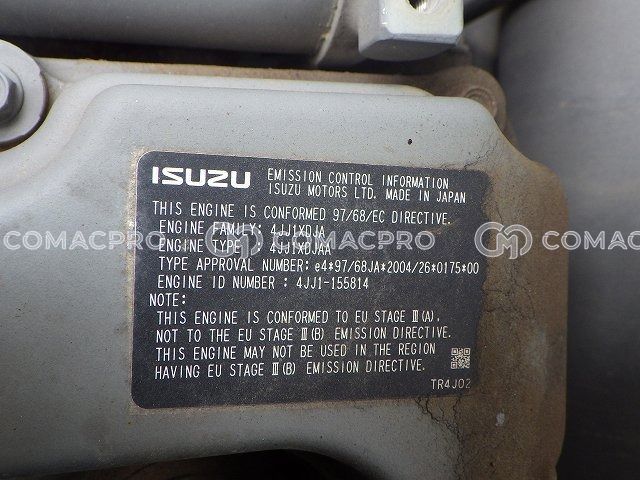 ISUZU EMISSION CONTROL INFORMATION
ISUZU MOTORS LTD. MADE IN JAPAN
THIS ENGINE IS CONFORMED 97/68/EC DIRECTIVE.
ENGINE FAMILY: 4JJ1XDJA
ENGINE TYPE : 4JJ1XDJAA
COMACPRO COMACPRO COMAC
TYPE APPROVAL NUMBER: e4*97/68JA*2004/26*0175*00
ENGINE ID NUMBER : 4JJ1-155814
NOTE:
THIS ENGINE IS CONFORMED TO EU STAGE Ⅲ(A),
NOT TO THE EU STAGE Ⅲ(B) EMISSION DIRECTIVE.
THIS ENGINE MAY NOT BE USED IN THE REGION
HAVING EU STAGE Ⅲ(B) EMISSION DIRECTIVE.
TR4J02